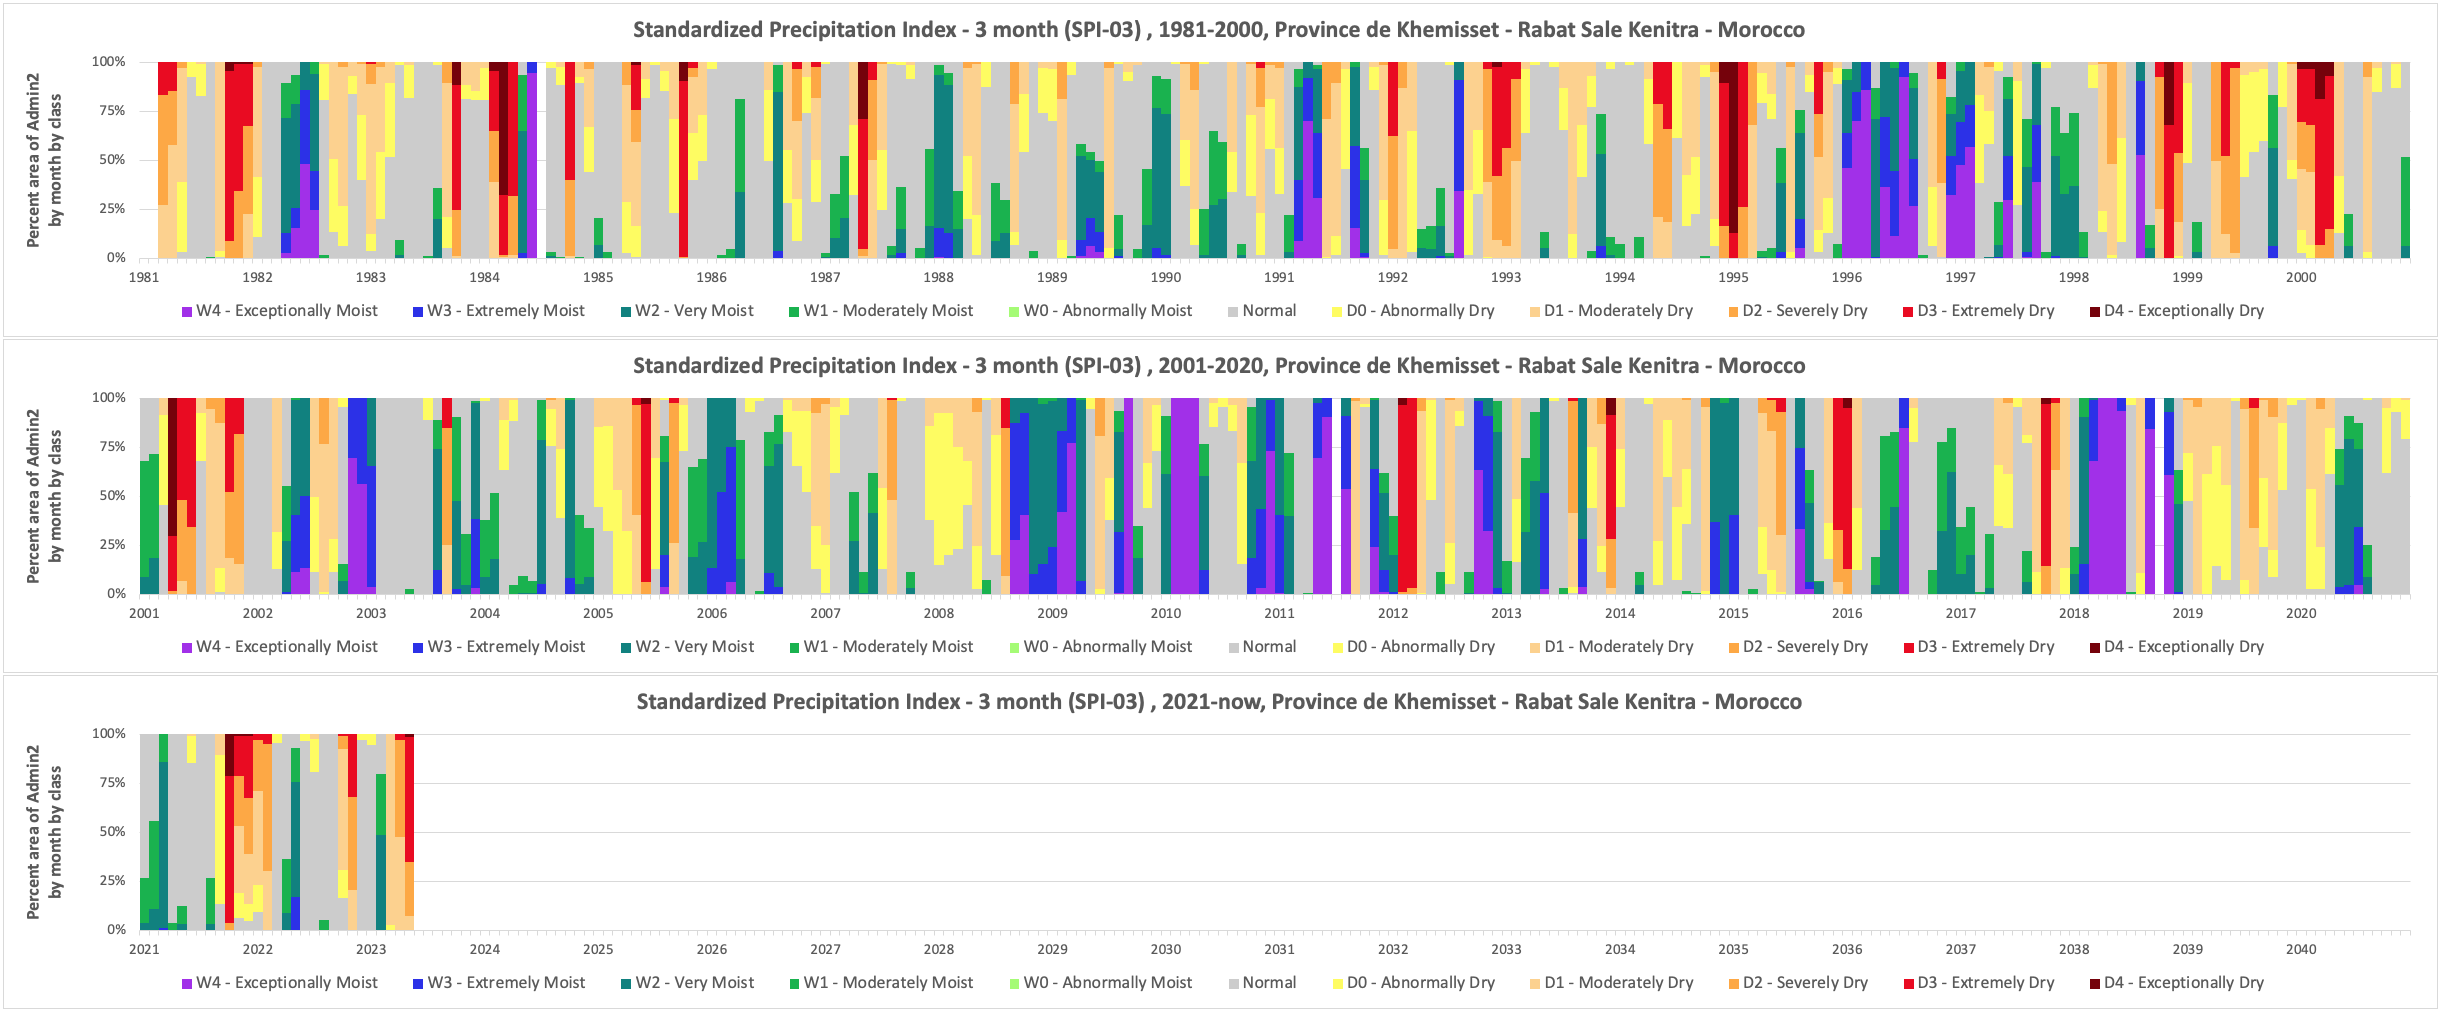 Standardized Precipitation Index - 3 month (SPI-03) , 1981-2000, Province de Khemisset - Rabat Sale Kenitra - Morocco
Percent area of Admin2
by month by class
100%
75%
50%
25%
0%
1981 1982 1983 1984 1985 1986 1987 1988 1989 1990 1991 1992 1993 1994 1995 1996 1997 1998 1999 2000
W4 - Exceptionally Moist W3 - Extremely Moist W2 - Very Moist W1 - Moderately Moist W0 - Abnormally Moist Normal D0 - Abnormally Dry D1 - Moderately Dry D2 - Severely Dry D3 - Extremely Dry D4 - Exceptionally Dry
Standardized Precipitation Index - 3 month (SPI-03) , 2001-2020, Province de Khemisset - Rabat Sale Kenitra - Morocco
Percent area of Admin2
by month by class
100%
75%
50%
25%
0%
2001 2002 2003 2004 2005 2006 2007 2008 2009 2010 2011 2012 2013 2014 2015 2016 2017 2018 2019 2020
W4 - Exceptionally Moist W3 - Extremely Moist W2 - Very Moist W1 - Moderately Moist W0 - Abnormally Moist Normal D0 - Abnormally Dry D1 - Moderately Dry D2 - Severely Dry D3 - Extremely Dry D4 - Exceptionally Dry
Standardized Precipitation Index - 3 month (SPI-03) , 2021-now, Province de Khemisset - Rabat Sale Kenitra - Morocco
Percent area of Admin2
by month by class
100%
75%
50%
25%
0%
2021 2022 2023 2024 2025 2026 2027 2028 2029 2030 2031 2032 2033 2034 2035 2036 2037 2038 2039 2040
W4 - Exceptionally Moist W3 - Extremely Moist W2 - Very Moist W1 - Moderately Moist W0 - Abnormally Moist Normal D0 - Abnormally Dry D1 - Moderately Dry D2 - Severely Dry D3 - Extremely Dry D4 - Exceptionally Dry